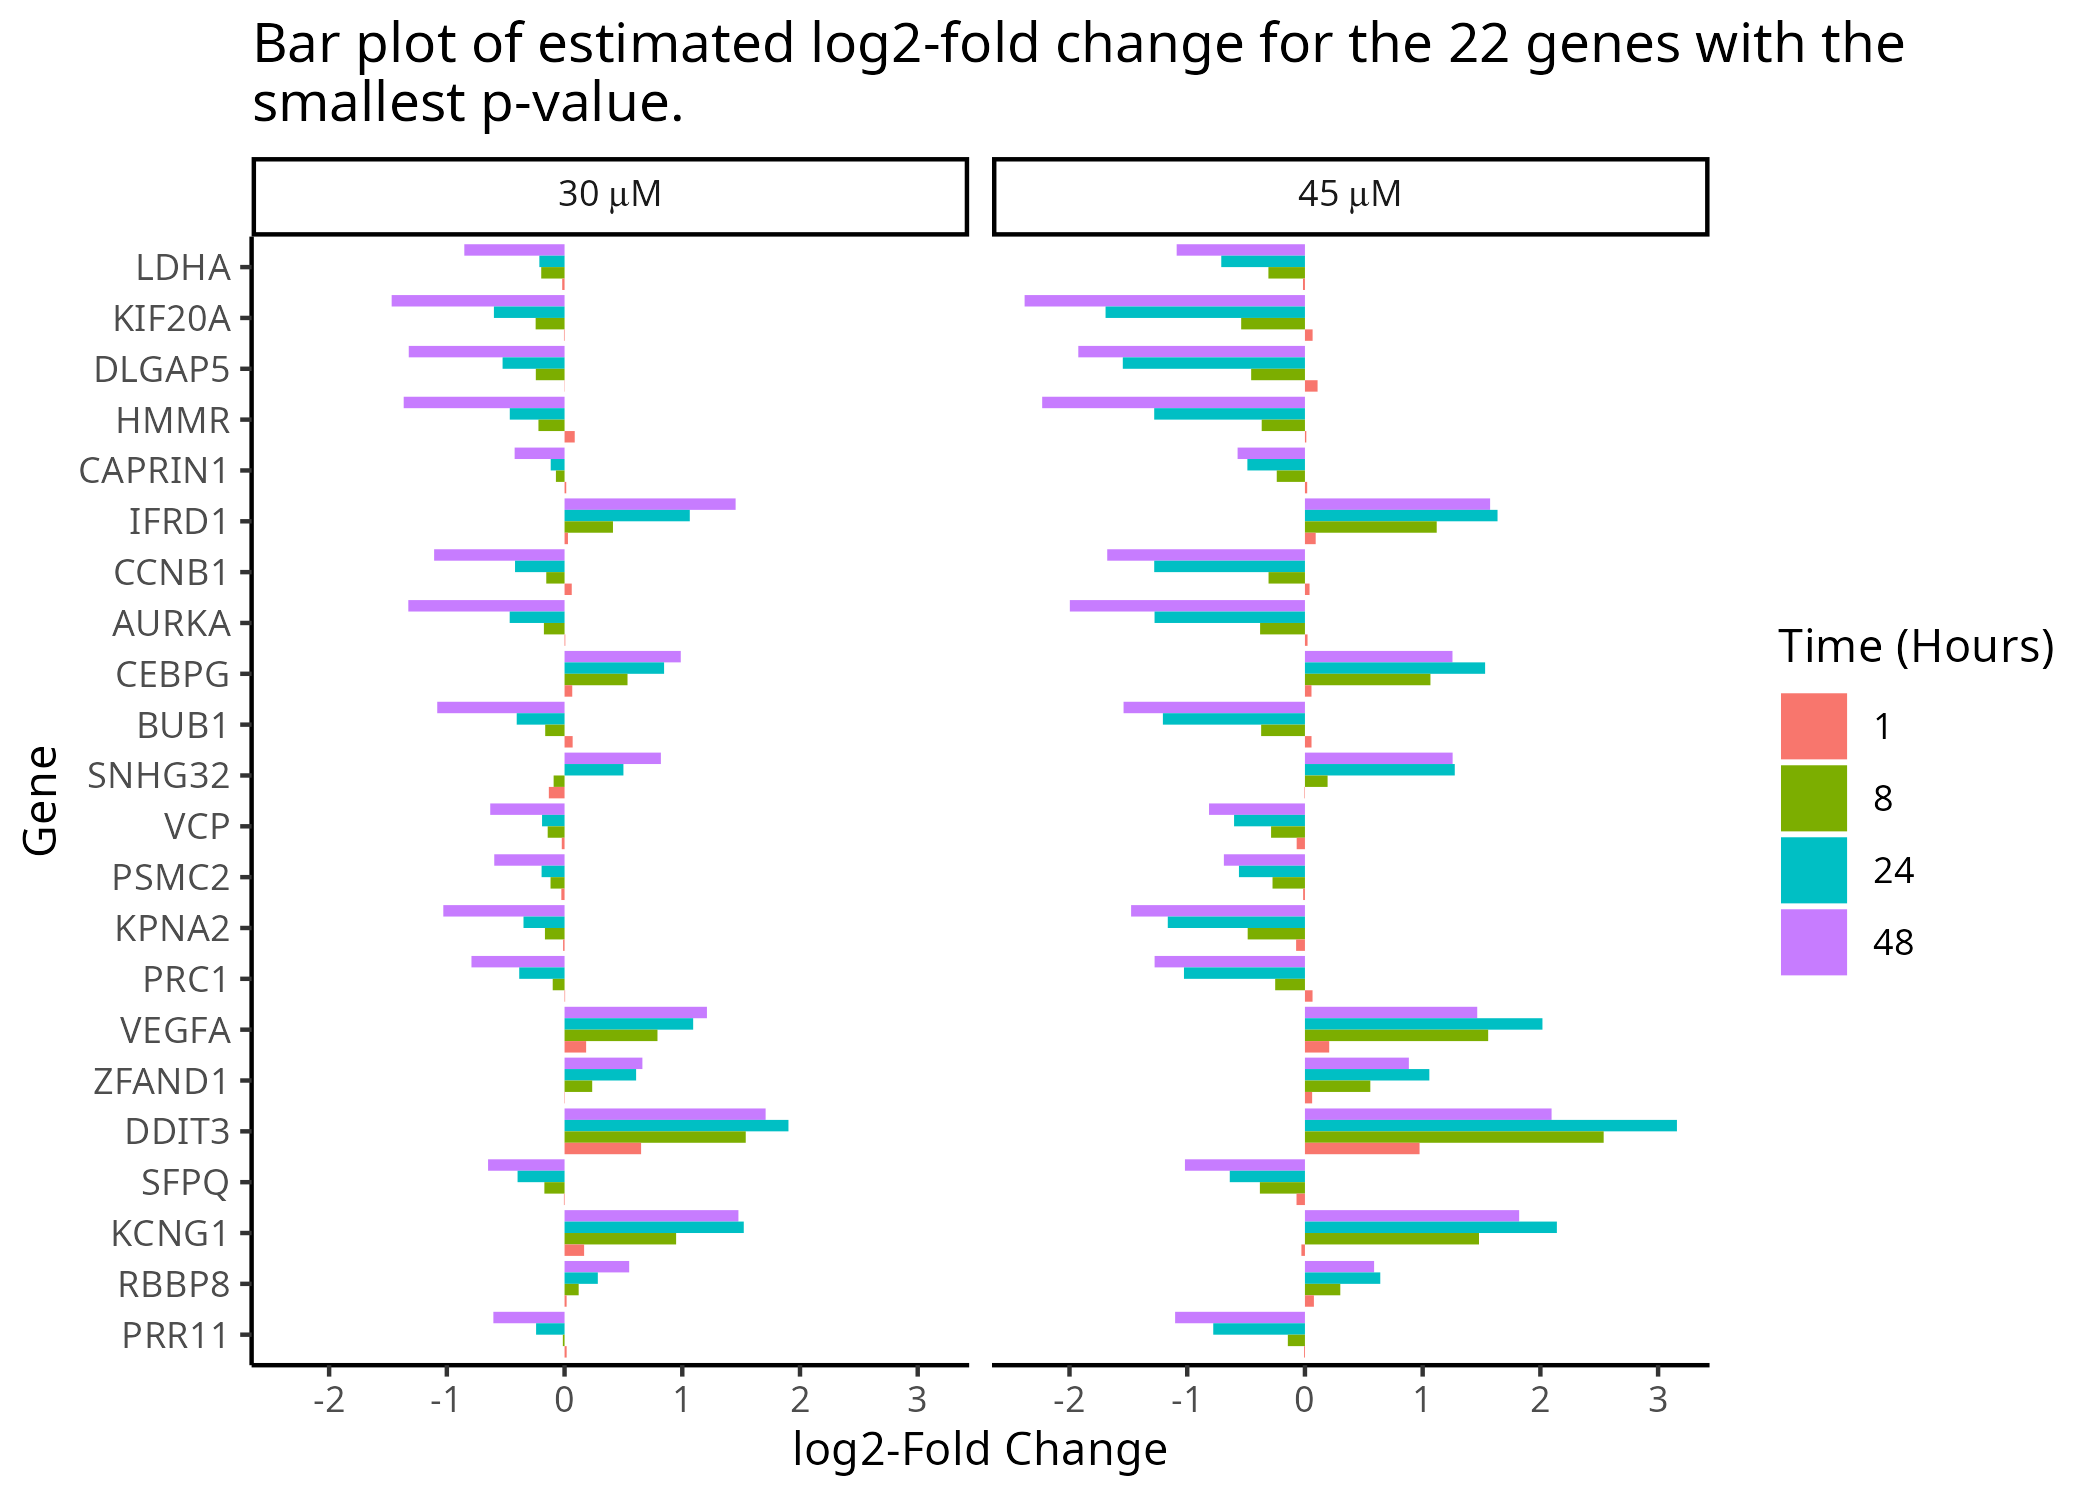 Bar plot of estimated log2-fold change for the 22 genes with the
smallest p-value.
30 μM
45 μM
LDHA
KIF20A
DLGAP5
HMMR
CAPRIN1
IFRD1
CCNB1
AURKA
CEBPG
BUB1
SNHG32
VCP
PSMC2
KPNA2
PRC1
VEGFA
ZFAND1
DDIT3
SFPQ
KCNG1
RBBP8
PRR11
Gene
-2 -1 0 1 2 3
-2 -1 0 1 2 3
log2-Fold Change
Time (Hours)
1
8
24
48